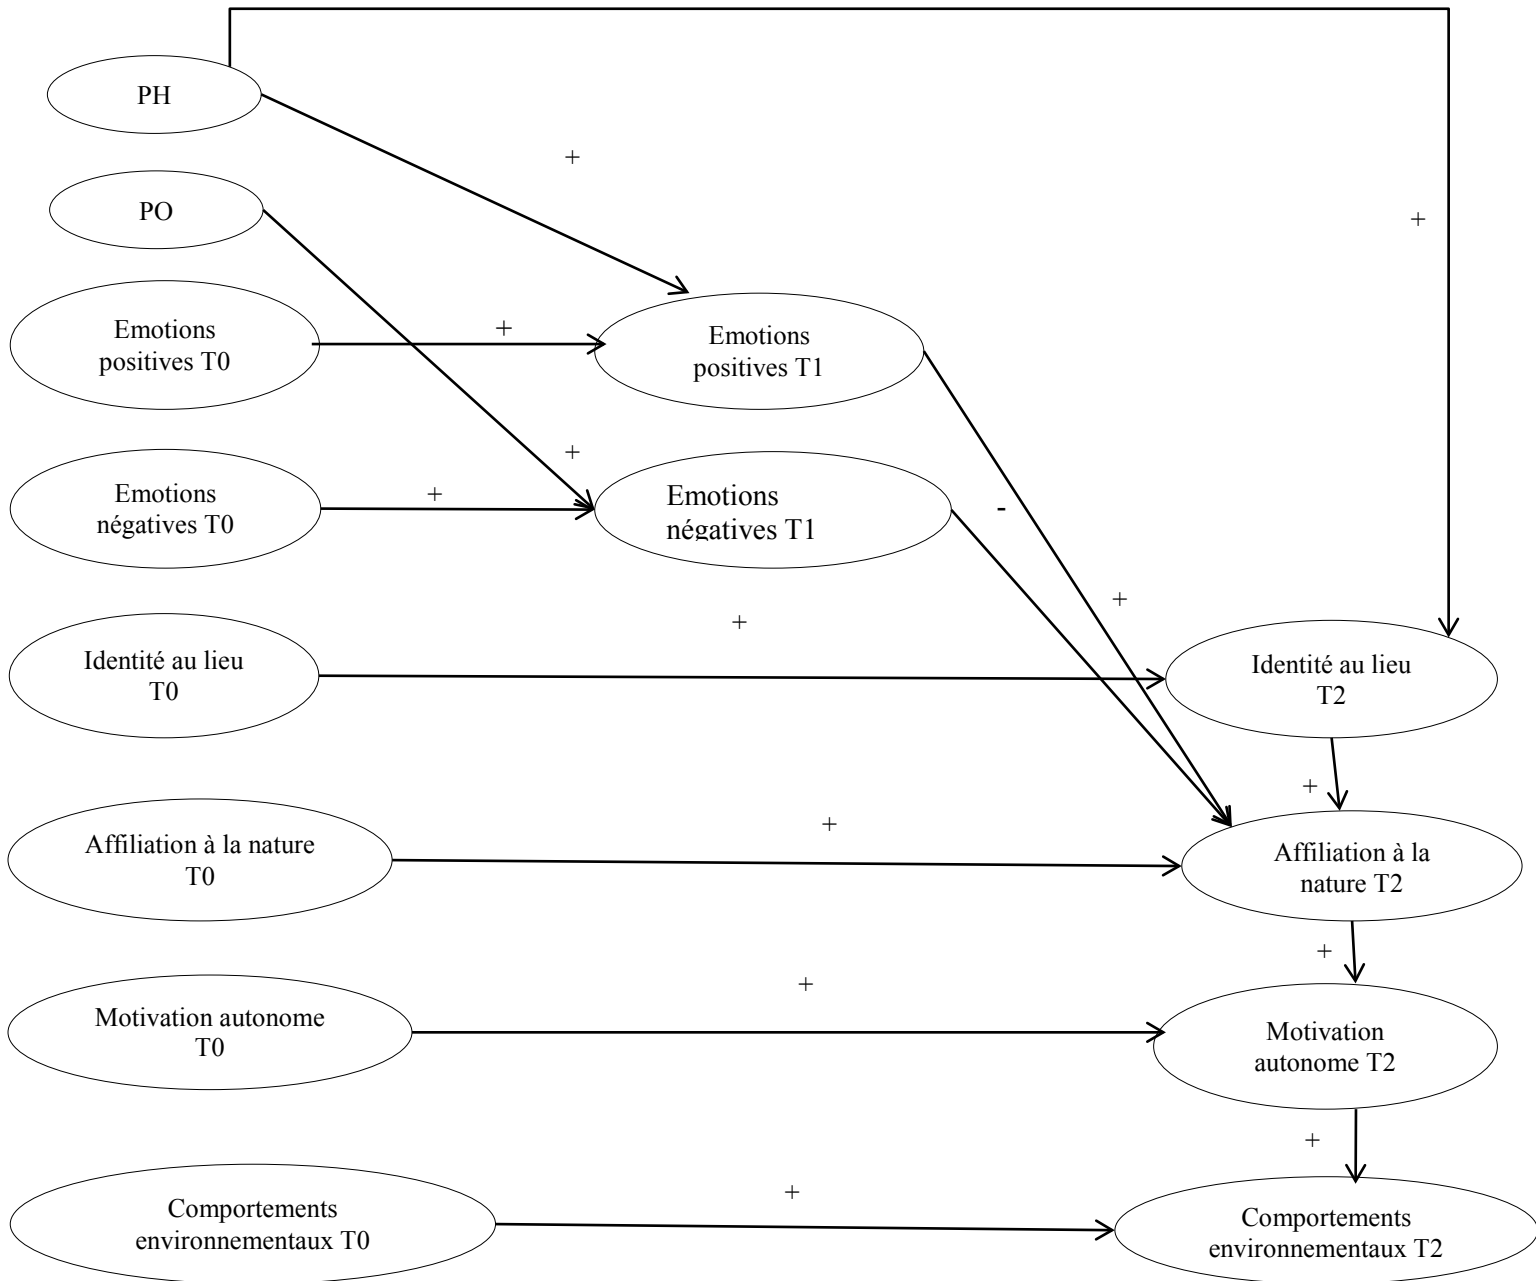 PH
+
PO
+
Emotions
positives T0
+
Emotions
positives T1
Emotions
négatives T0
+
+
Emotions
négatives T1
-
+
+
Identité au lieu
T0
Identité au lieu
T2
+
Affiliation à la nature
T0
+
Affiliation à la
nature T2
+
Motivation autonome
T0
+
Motivation
autonome T2
+
Comportements
environnementaux T0
+
Comportements
environnementaux T2